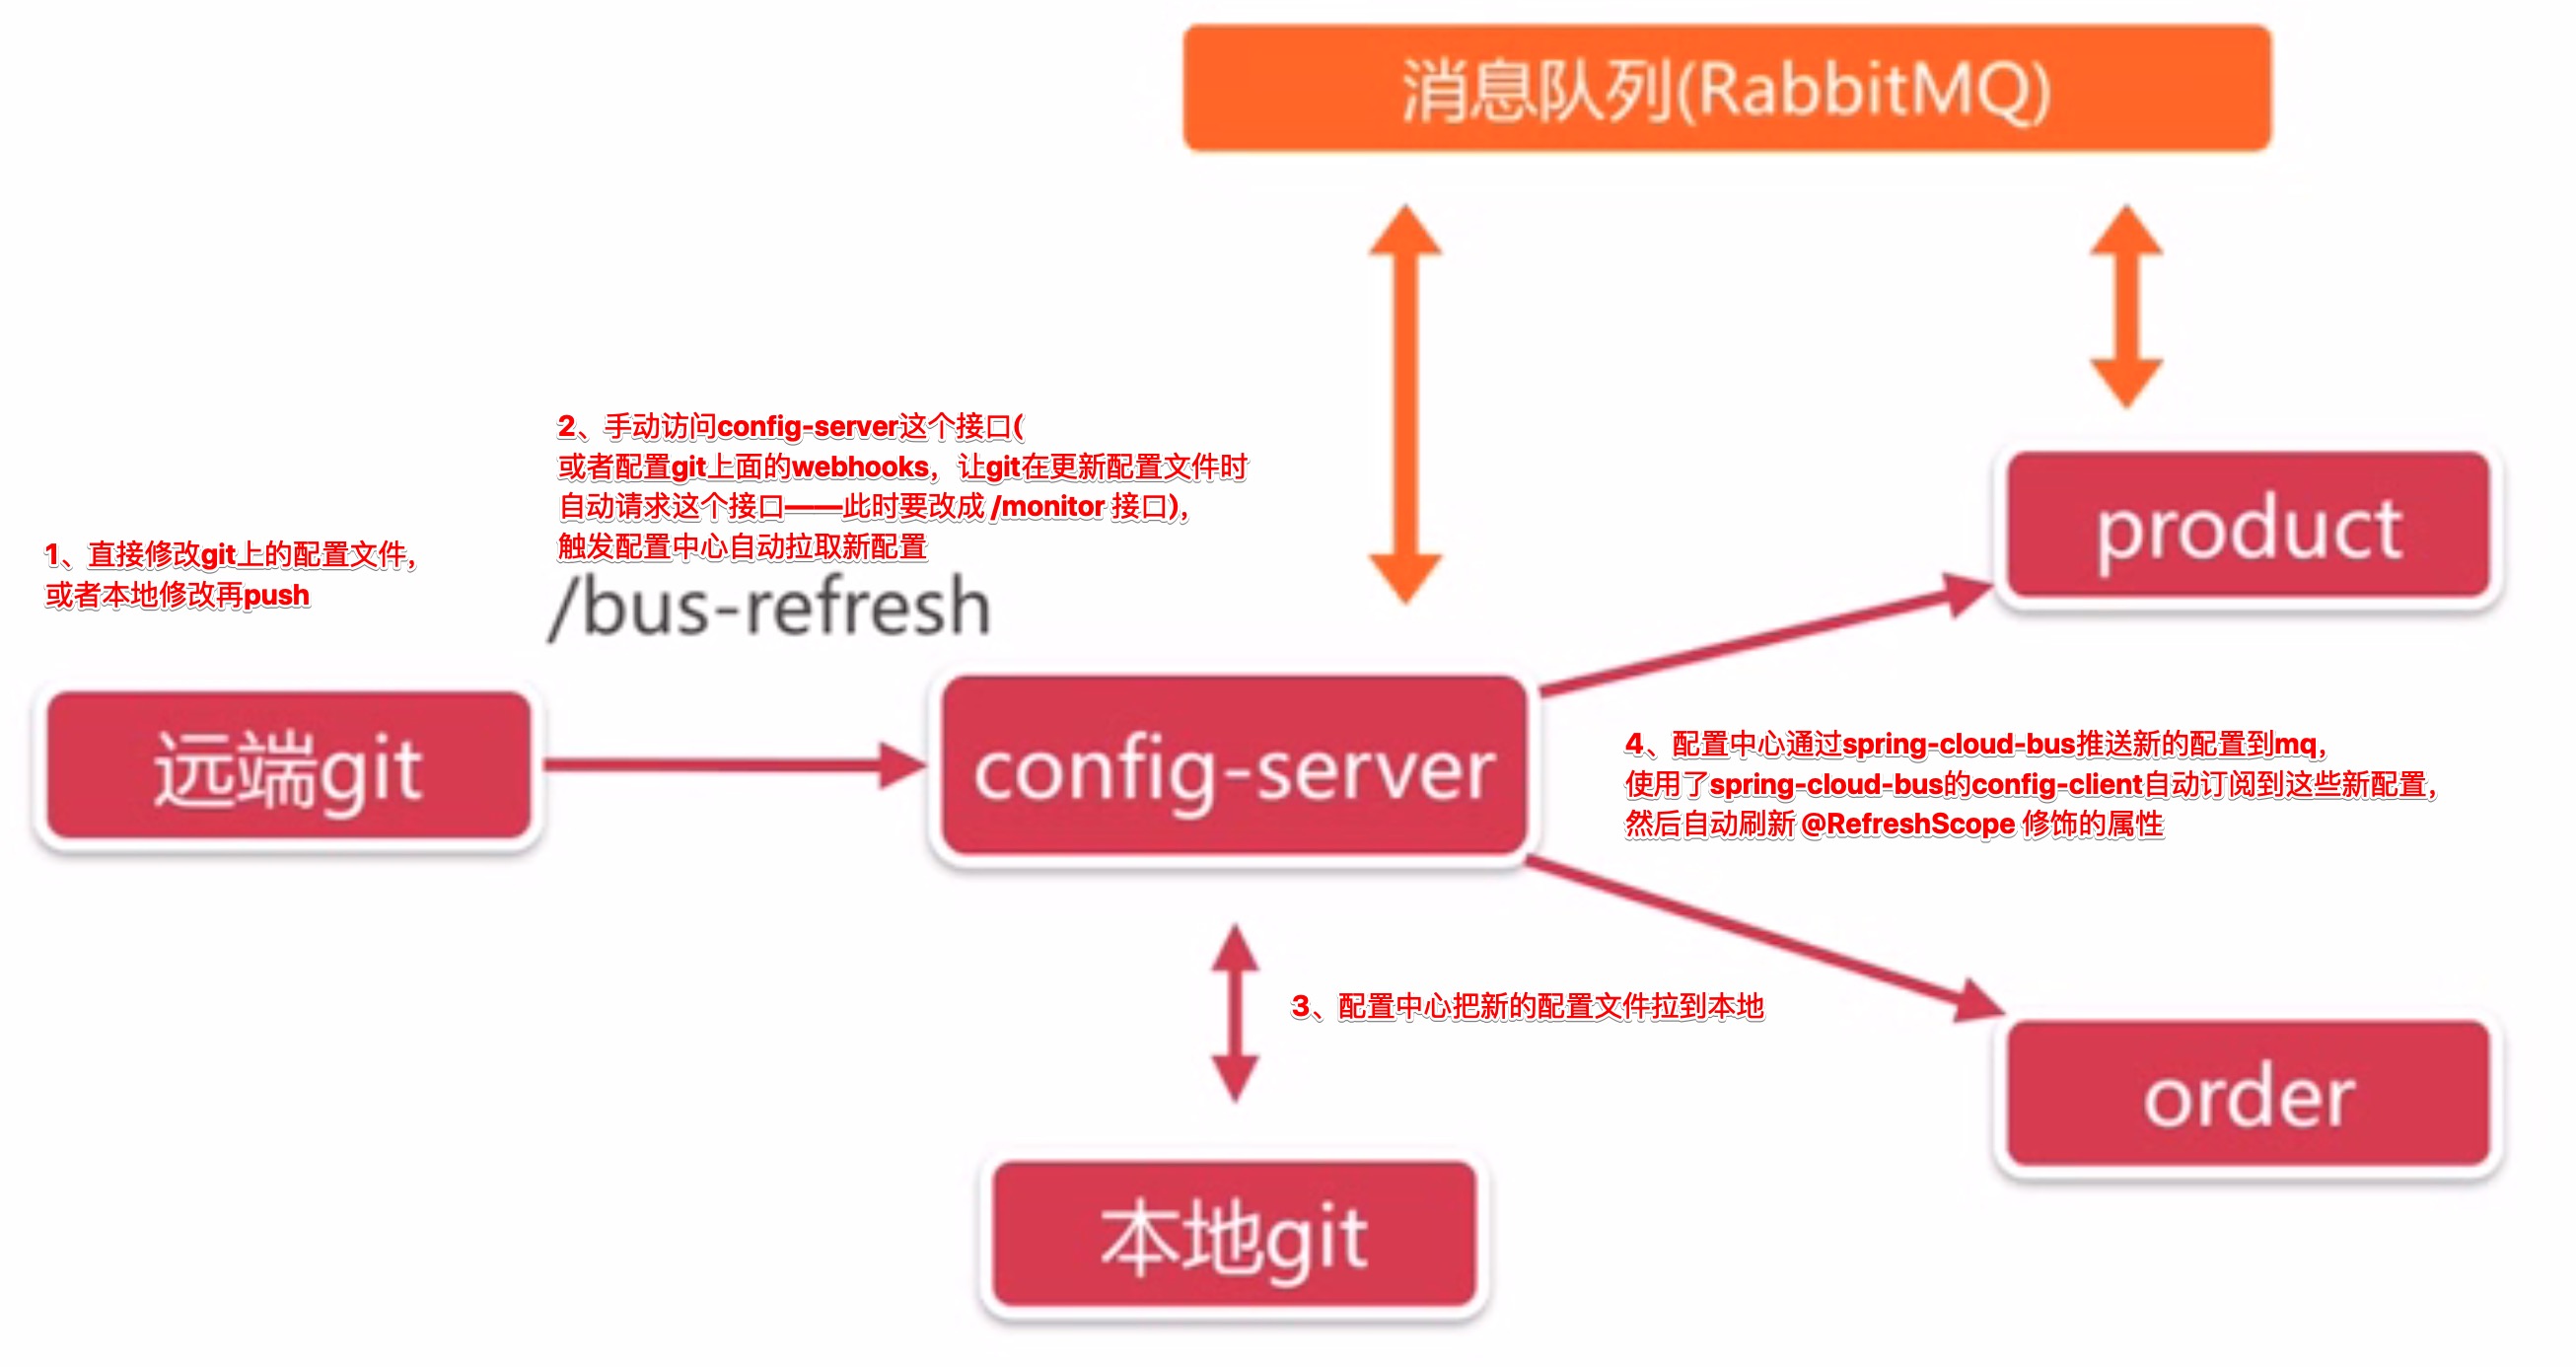 消息队列(RabbitMQ)
2、手动访问config-server这个接口(
或者配置git上面的webhooks，让git在更新配置文件时
自动请求这个接口——此时要改成 /monitor 接口)，
触发配置中心自动拉取新配置
1、直接修改git上的配置文件，
或者本地修改再push
/bus-refresh
product
远端git
config-server
4、配置中心通过spring-cloud-bus推送新的配置到mq，
使用了spring-cloud-bus的config-client自动订阅到这些新配置，
然后自动刷新 @RefreshScope 修饰的属性
3、配置中心把新的配置文件拉到本地
order
本地git